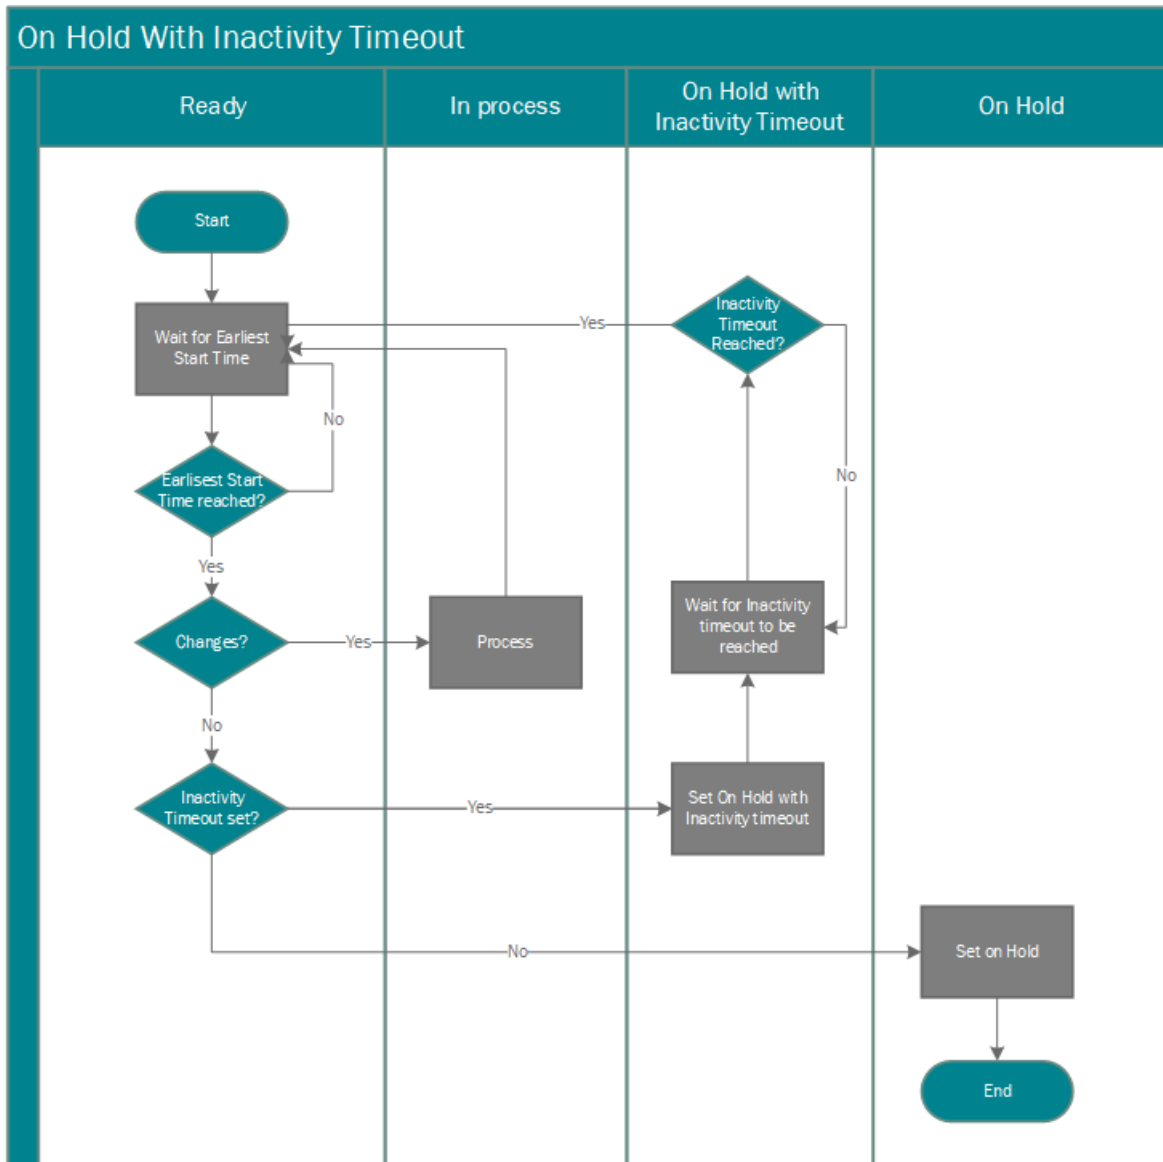 On Hold With Inactivity Timeout
Ready
In process
On Hold with
Inactivity Timeout
On Hold
Start
Wait for Earliest
Start Time
Yes
Inactivity
Timeout
Reached?
No
Earlisest Start
Time reached?
No
Yes
Changes?
Yes
Process
Wait for Inactivity
timeout to be
reached
No
Inactivity
Timeout set?
Yes
Set On Hold with
Inactivity timeout
No
Set on Hold
End